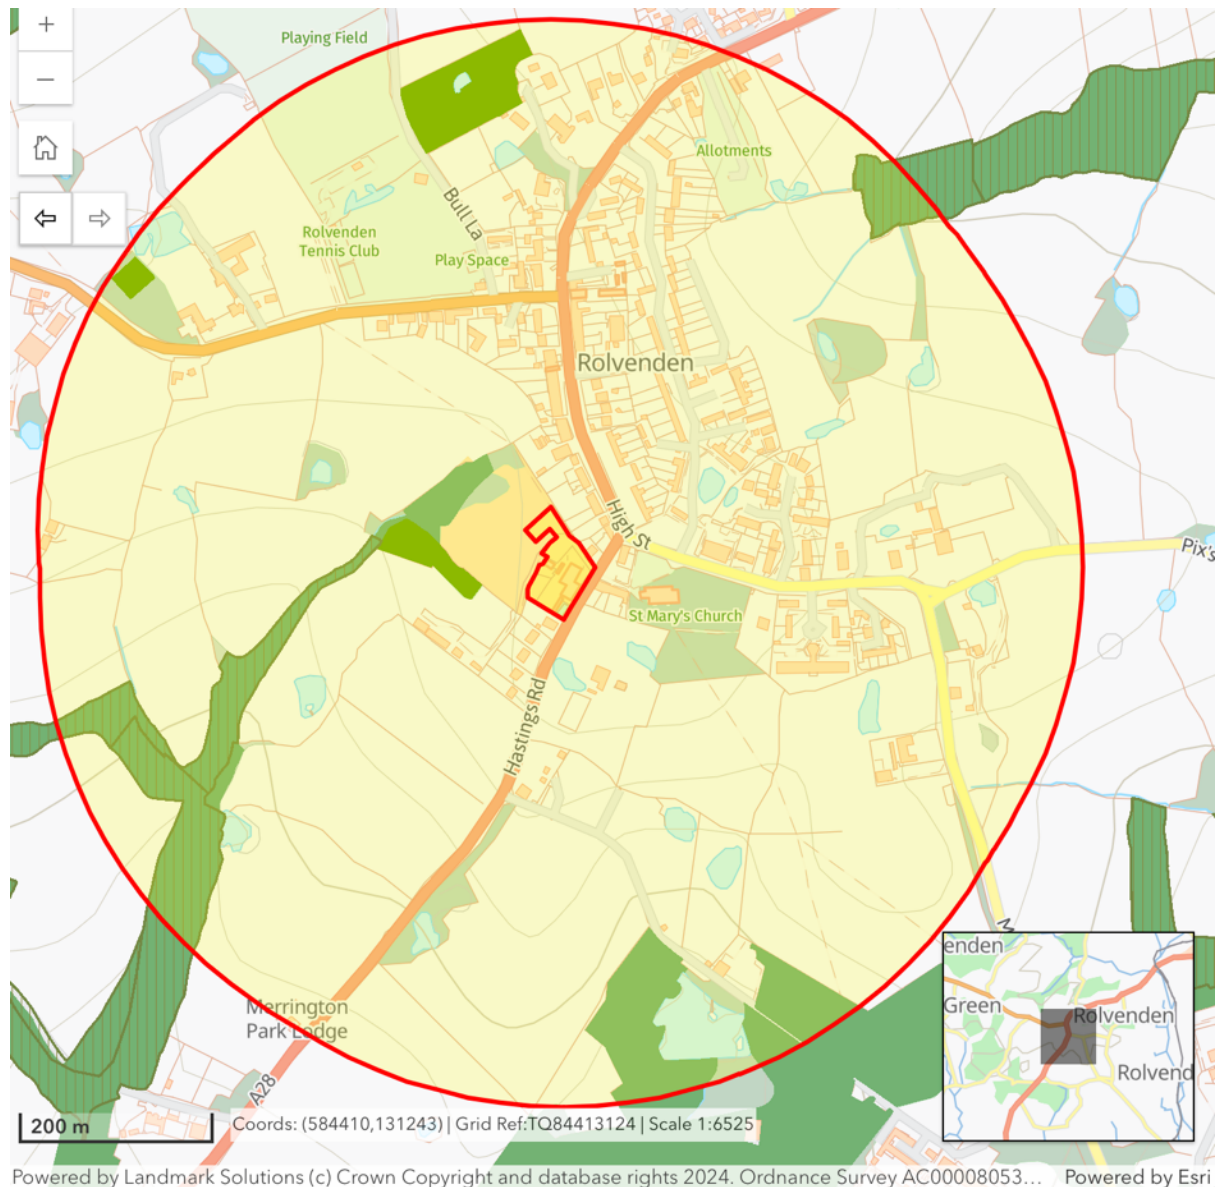 +
Playing Field
−
Allotments
Bull La
Rolvenden
Tennis Club
Play Space
Rolvenden
High St
Pix's
St Mary's Church
Hastings Rd
M
enden
Green
Rolvenden
Rolvend
Merrington
Park Lodge
A28
200 m
Coords: (584410,131243) | Grid Ref:TQ84413124 | Scale 1:6525
Powered by Landmark Solutions (c) Crown Copyright and database rights 2024. Ordnance Survey AC00008053... Powered by Esri